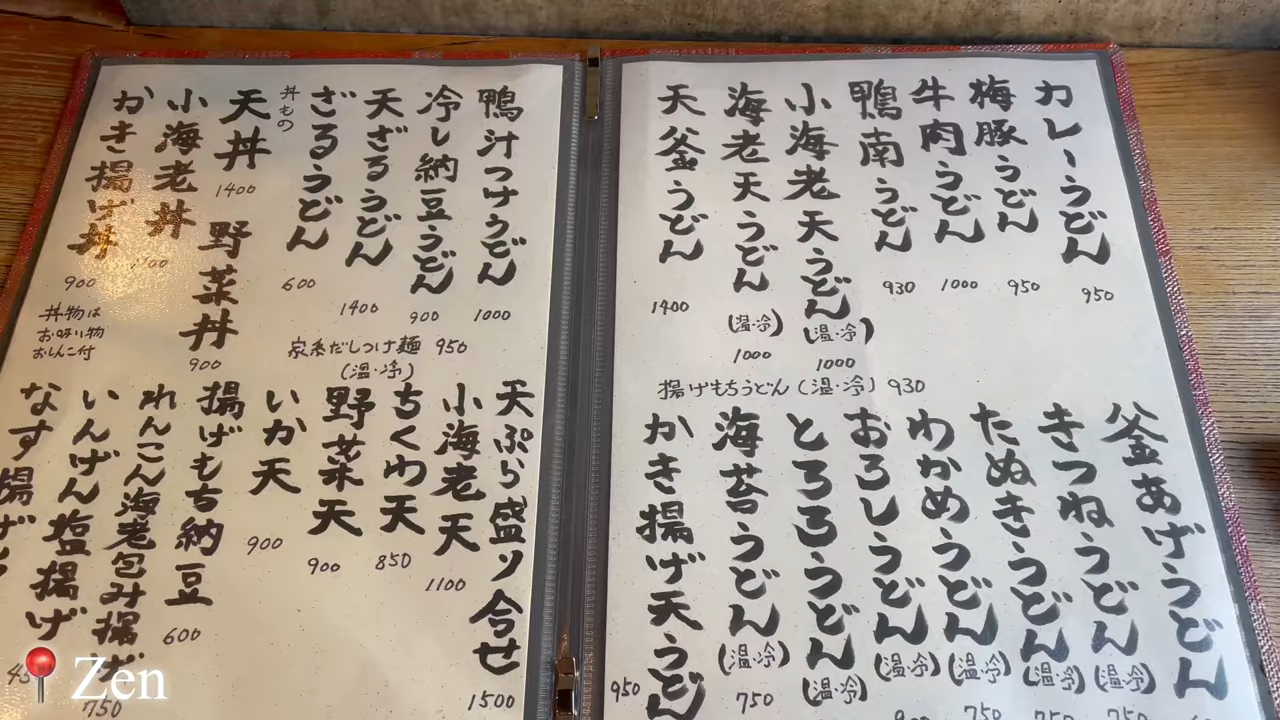 カレーうどん
950
梅豚うどん
950
牛肉うどん
1000
鴨南うどん
930
小海老天うどん
(温・冷)
1000
海老天うどん
(温・冷)
1000
天釜うどん
1400
揚げもちうどん(温・冷) 930
釜あげうどん
きつねうどん
(温・冷)
750
たぬきうどん
(温・冷)
750
わかめうどん
(温・冷)
750
おろしうどん
(温・冷)
900
とろろうどん
(温・冷)
海苔うどん
(温・冷)
750
かき揚げ天うどん
950
鴨汁つけうどん
1000
冷し納豆うどん
900
天ざるうどん
1400
ざるうどん
600
家糸だしつけ麺 950
(温・冷)
丼もの
天丼
1400
野菜丼
900
小海老丼
1100
かき揚げ丼
900
丼物は
お吸い物
おしんこ付
天ぷら盛り合せ
1500
小海老天
1100
ちくわ天
850
野菜天
900
いか天
900
揚げもち納豆
600
れんこん海老包み揚げ
750
いんげん塩揚げ
なす揚げ
Zen